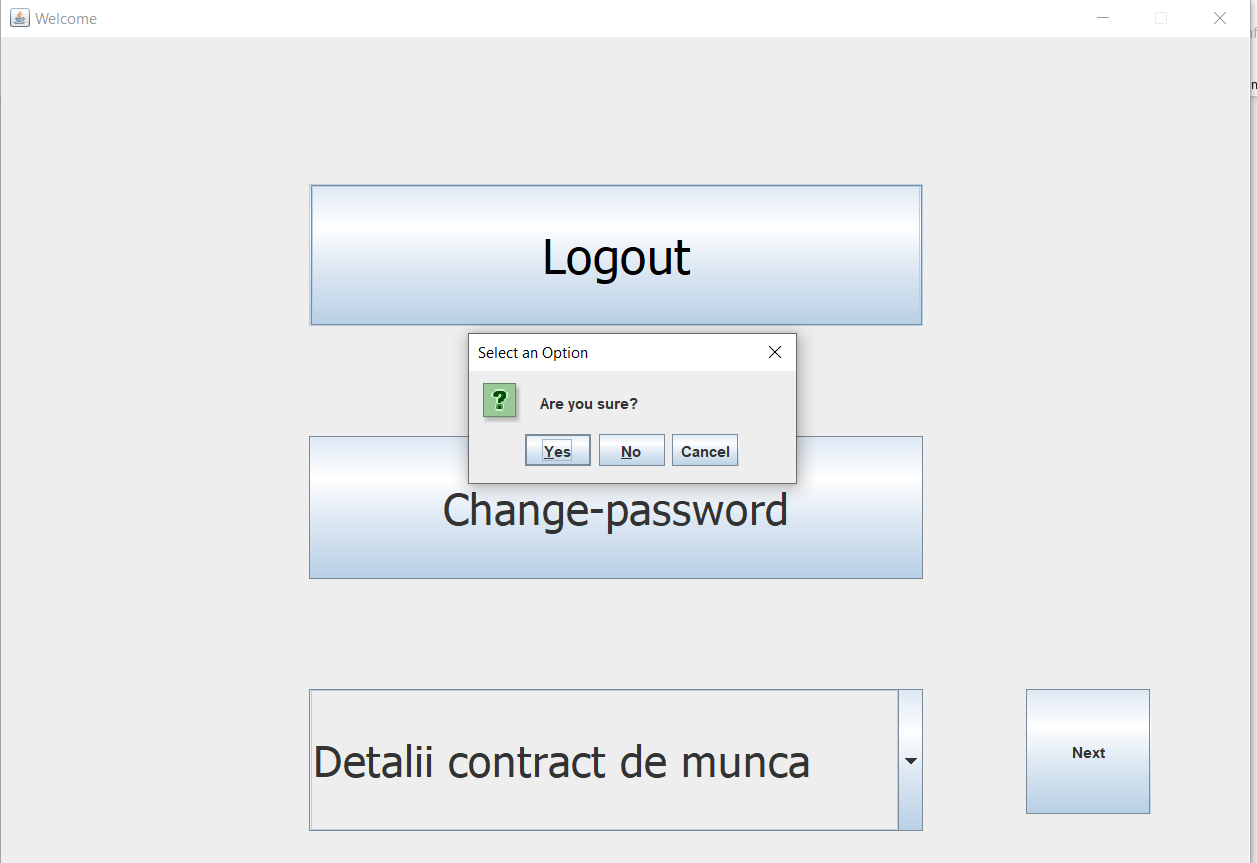 Welcome
Logout
Select an Option
?
Are you sure?
Yes
No
Cancel
Change-password
Detalii contract de munca
Next